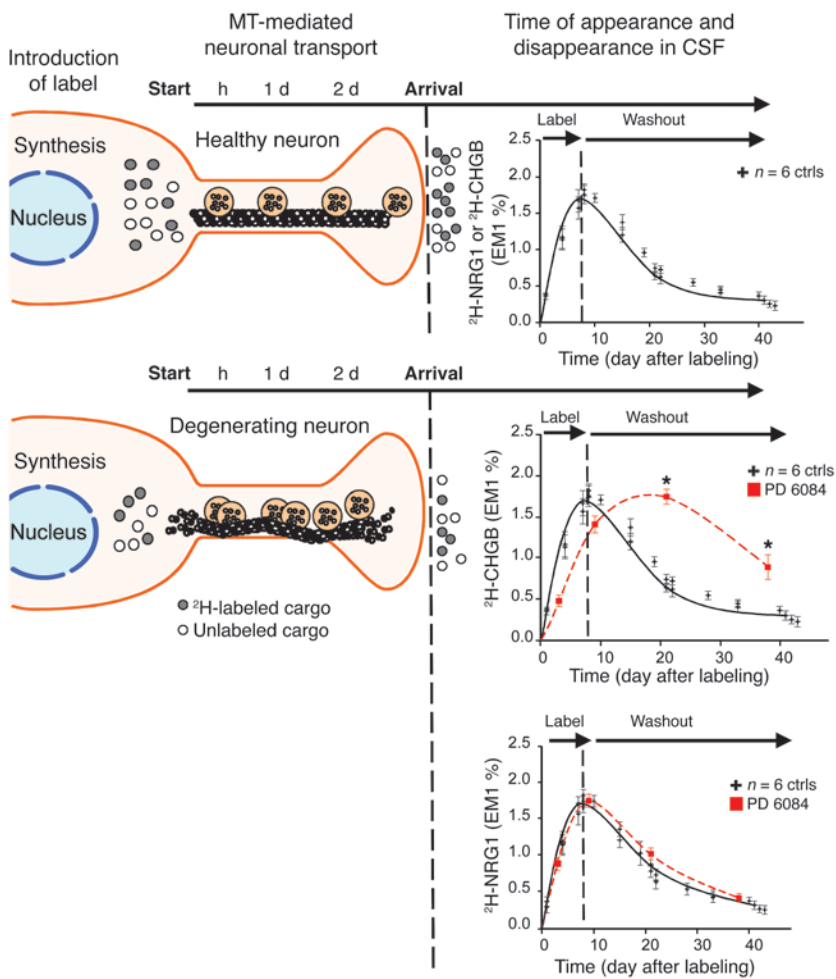 Introduction
of label
MT-mediated
neuronal transport
Time of appearance and
disappearance in CSF
Start h 1 d 2 d Arrival
Synthesis
Nucleus
Healthy neuron
Label Washout
²H-NRG1 or ²H-CHGB
(EM1 %)
2.5
2.0
1.5
1.0
0.5
0.0
n = 6 ctrls
0 10 20 30 40
Time (day after labeling)
Start h 1 d 2 d Arrival
Synthesis
Nucleus
Degenerating neuron
²H-labeled cargo
Unlabeled cargo
Label Washout
²H-CHGB (EM1 %)
2.5
2.0
1.5
1.0
0.5
0.0
n = 6 ctrls
PD 6084
*
*
0 10 20 30 40
Time (day after labeling)
Label Washout
²H-NRG1 (EM1 %)
2.5
2.0
1.5
1.0
0.5
0.0
n = 6 ctrls
PD 6084
0 10 20 30 40
Time (day after labeling)